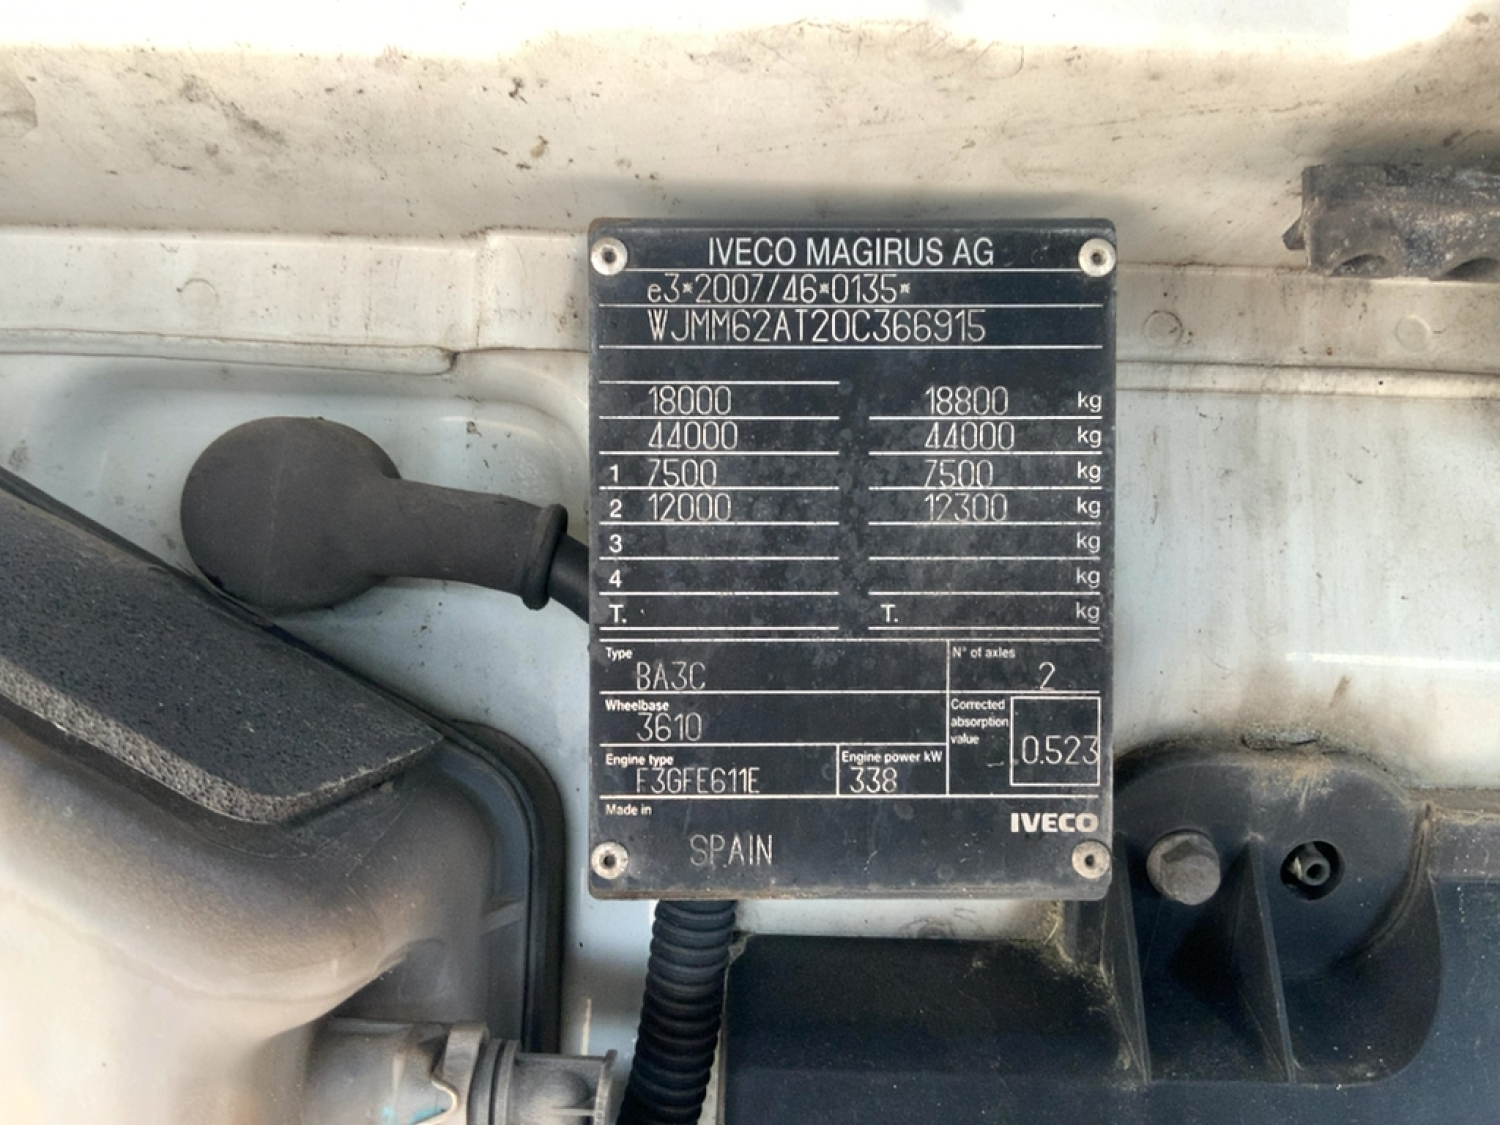 IVECO MAGIRUS AG
e3*2007/46*0135*
WJMM62AT20C366915
18000 18800 kg
44000 44000 kg
1 7500 7500 kg
2 12000 12300 kg
3 kg
4 kg
T. T. kg
Type N° of axles
BA3C 2
Wheelbase Corrected absorption value
3610 0.523
Engine type Engine power kW
F3GFE611E 338
Made in
IVECO
SPAIN